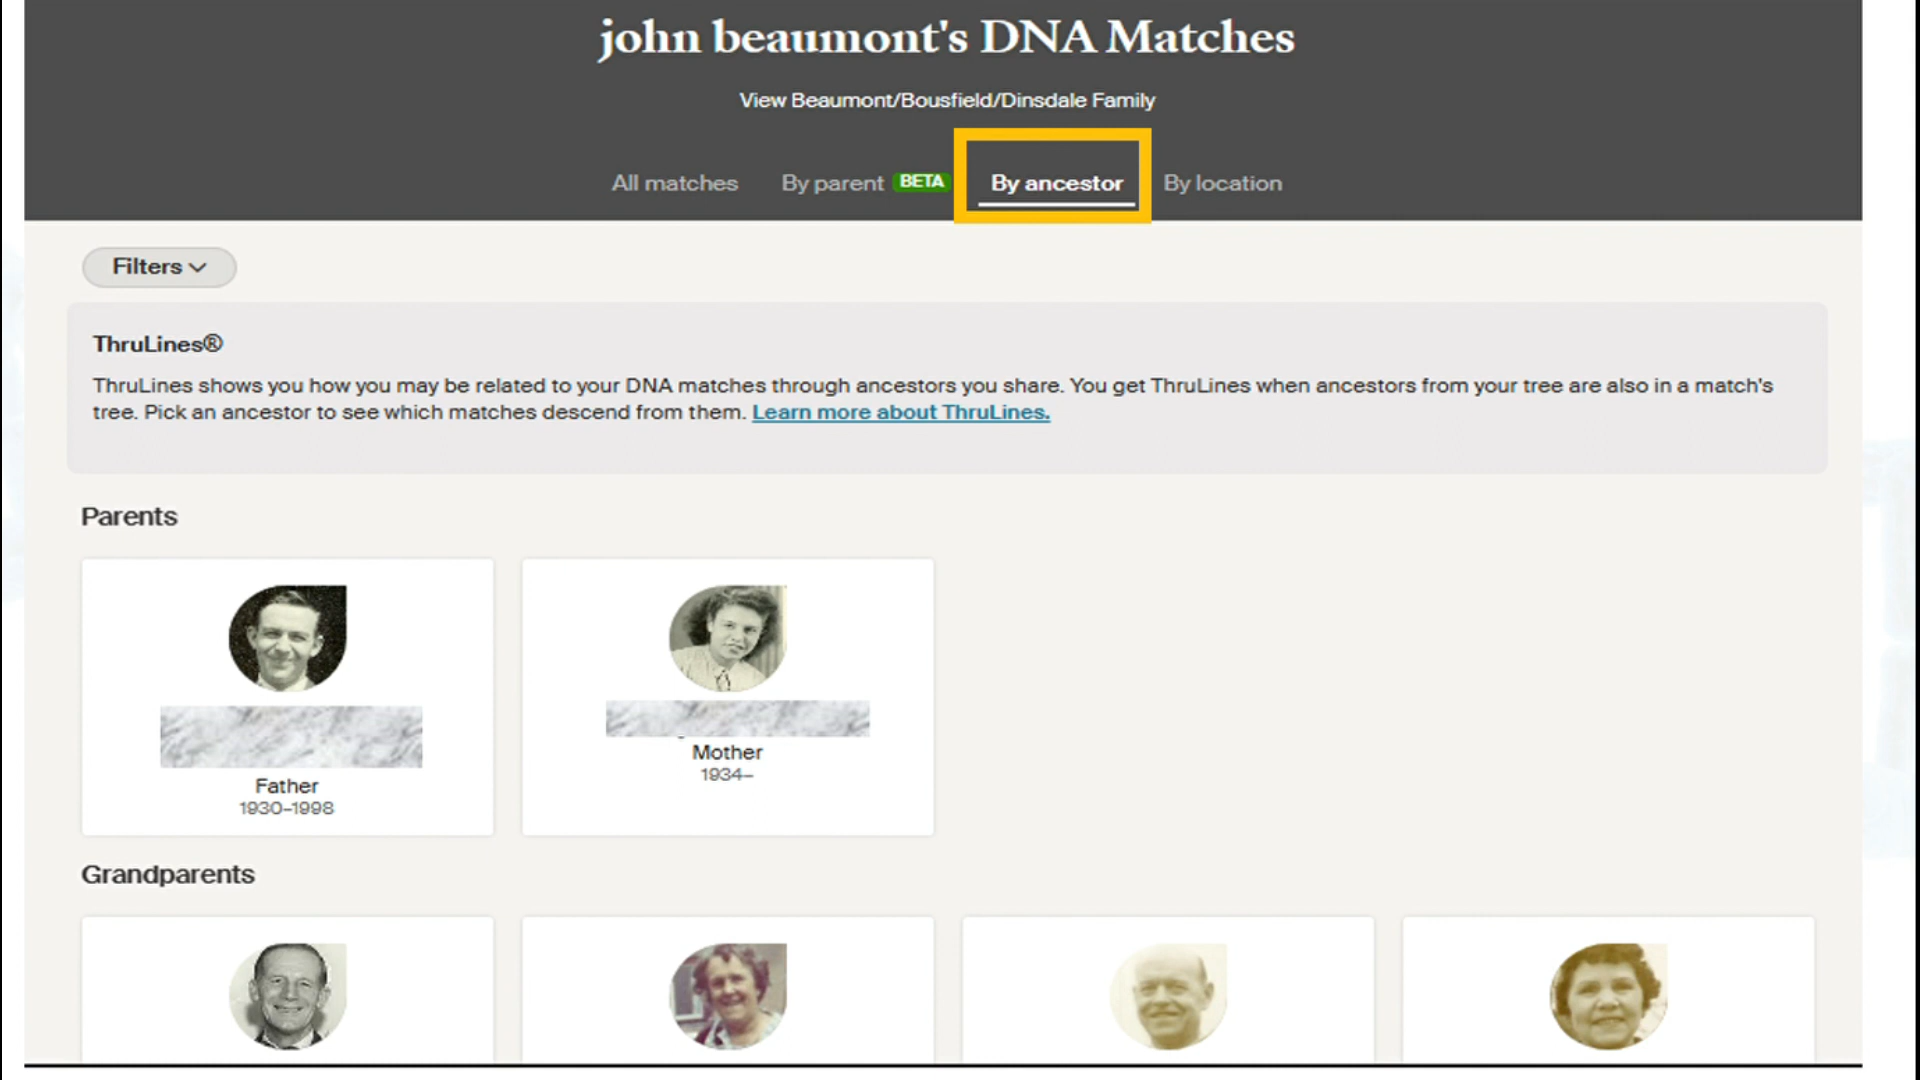 john beaumont's DNA Matches
View Beaumont/Bousfield/Dinsdale Family
All matches By parent BETA By ancestor By location
Filters
ThruLines®
ThruLines shows you how you may be related to your DNA matches through ancestors you share. You get ThruLines when ancestors from your tree are also in a match's
tree. Pick an ancestor to see which matches descend from them. Learn more about ThruLines.
Parents
Father
1930–1998
Mother
1934–
Grandparents